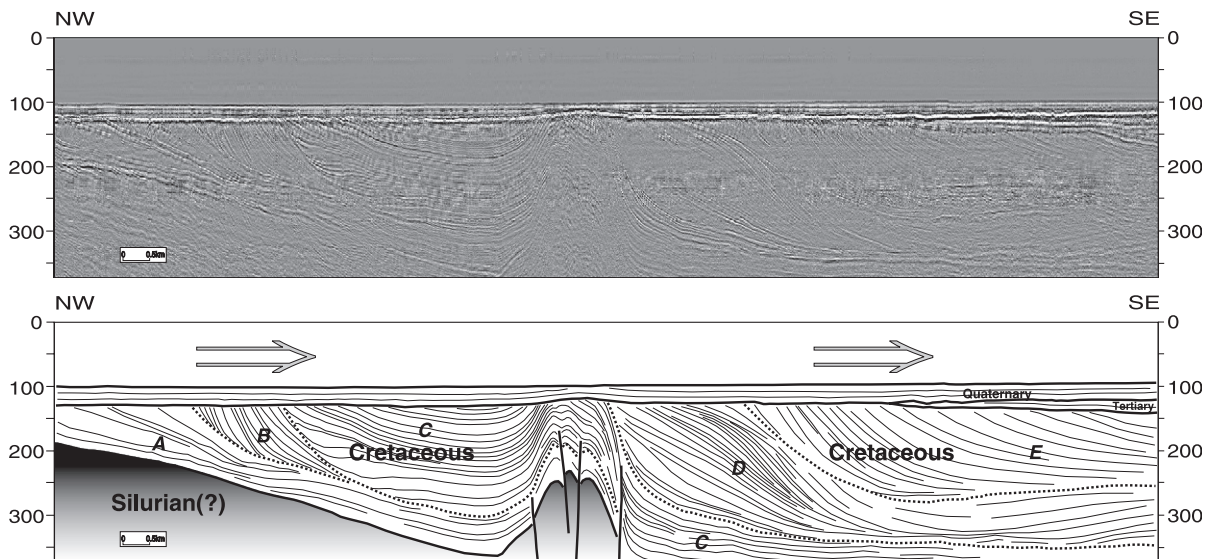 NW SE
0 0
100 100
200 200
300 300
0 0.5km
NW SE
0 0
100 100
Quaternary
Tertiary
A B C D E
200 Cretaceous Cretaceous 200
Silurian(?)
300 300
0 0.5km
C